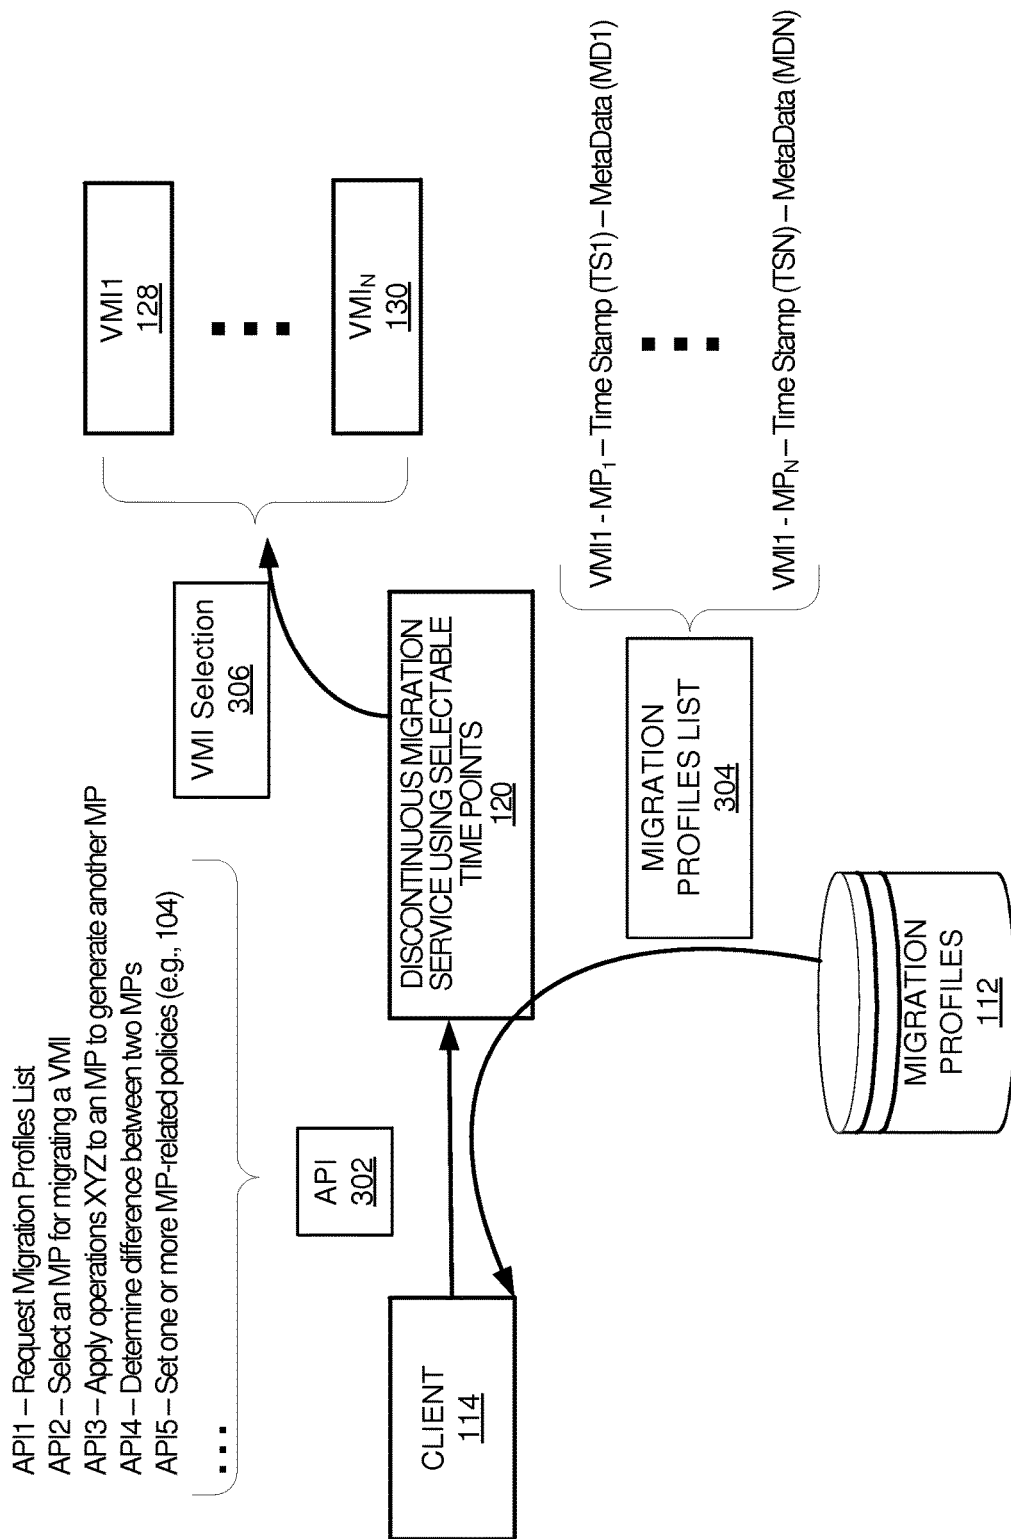 API1 – Request Migration Profiles List
API2 – Select an MP for migrating a VMI
API3 – Apply operations XYZ to an MP to generate another MP
API4 – Determine difference between two MPs
API5 – Set one or more MP-related policies (e.g., 104)
...
API
302
CLIENT
114
VMI Selection
306
DISCONTINUOUS MIGRATION
SERVICE USING SELECTABLE
TIME POINTS
120
VMI1
128
...
VMIN
130
MIGRATION
PROFILES LIST
304
VMI1 - MP1 – Time Stamp (TS1) – MetaData (MD1)
...
VMI1 - MPN – Time Stamp (TSN) – MetaData (MDN)
MIGRATION
PROFILES
112